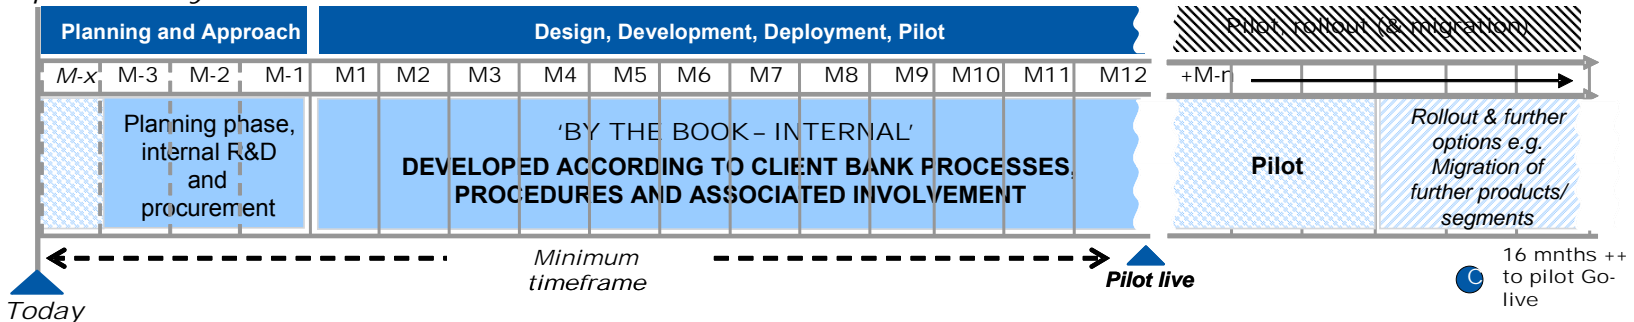 Planning and Approach
Design, Development, Deployment, Pilot
Pilot, rollout (& migration)
M-x M-3 M-2 M-1 M1 M2 M3 M4 M5 M6 M7 M8 M9 M10 M11 M12 +M-n
Planning phase,
internal R&D
and
procurement
'BY THE BOOK – INTERNAL'
DEVELOPED ACCORDING TO CLIENT BANK PROCESSES,
PROCEDURES AND ASSOCIATED INVOLVEMENT
Pilot
Rollout & further
options e.g.
Migration of
further products/
segments
Minimum
timeframe
Pilot live
Today
C
16 mnths ++
to pilot Go-
live